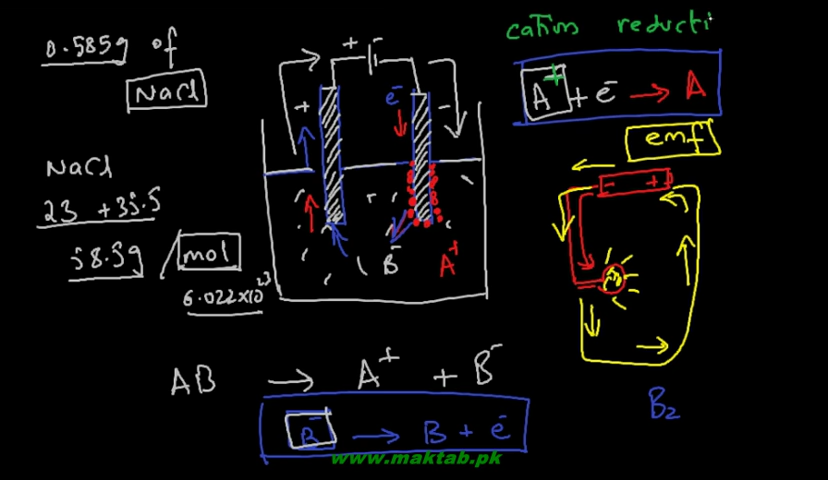 0.585g of
NaCl
NaCl
23 + 35.5
58.5g / mol
6.022×10²³
+ -
+ e⁻ -
B⁻ A⁺
cations reducti
A⁺ + e⁻ → A
emf
- +
AB → A⁺ + B⁻
B⁻ → B + e⁻
B₂
www.maktab.pk